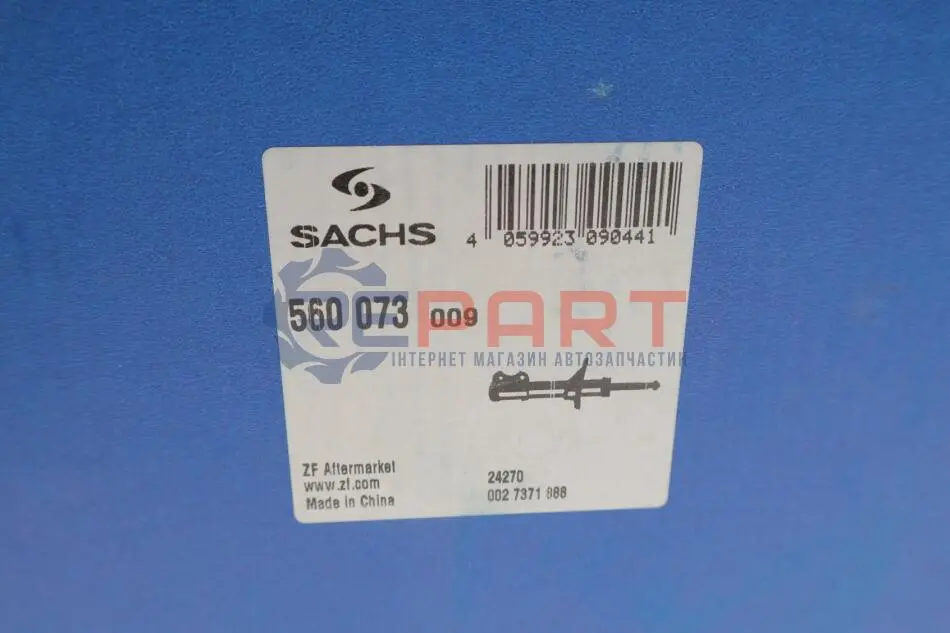 SACHS
4 059923 090441
560 073 009
PART
ІНТЕРНЕТ МАГАЗИН АВТОЗАПЧАСТИН
ZF Aftermarket
www.zf.com
Made in China
24270
002 7371 888